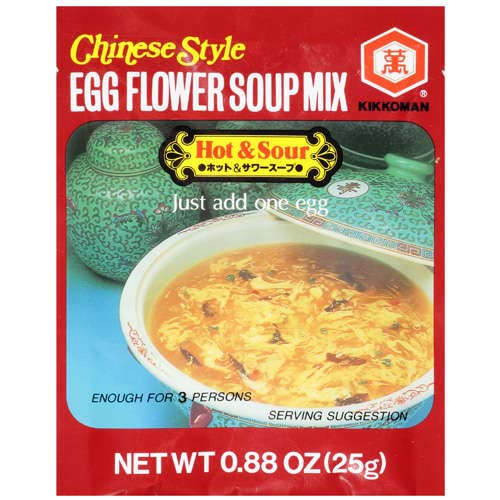 Chinese Style
EGG FLOWER SOUP MIX
萬
®
KIKKOMAN
Hot & Sour
●ホット&サワースープ●
Just add one egg
ENOUGH FOR 3 PERSONS
SERVING SUGGESTION
NET WT 0.88 OZ (25g)